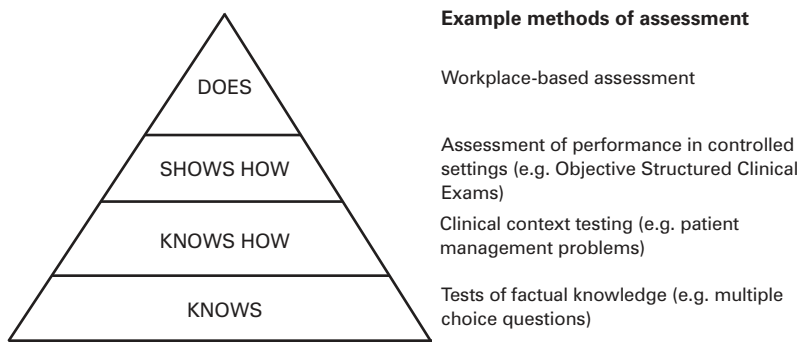 Example methods of assessment
DOES
Workplace-based assessment
SHOWS HOW
Assessment of performance in controlled
settings (e.g. Objective Structured Clinical
Exams)
KNOWS HOW
Clinical context testing (e.g. patient
management problems)
KNOWS
Tests of factual knowledge (e.g. multiple
choice questions)